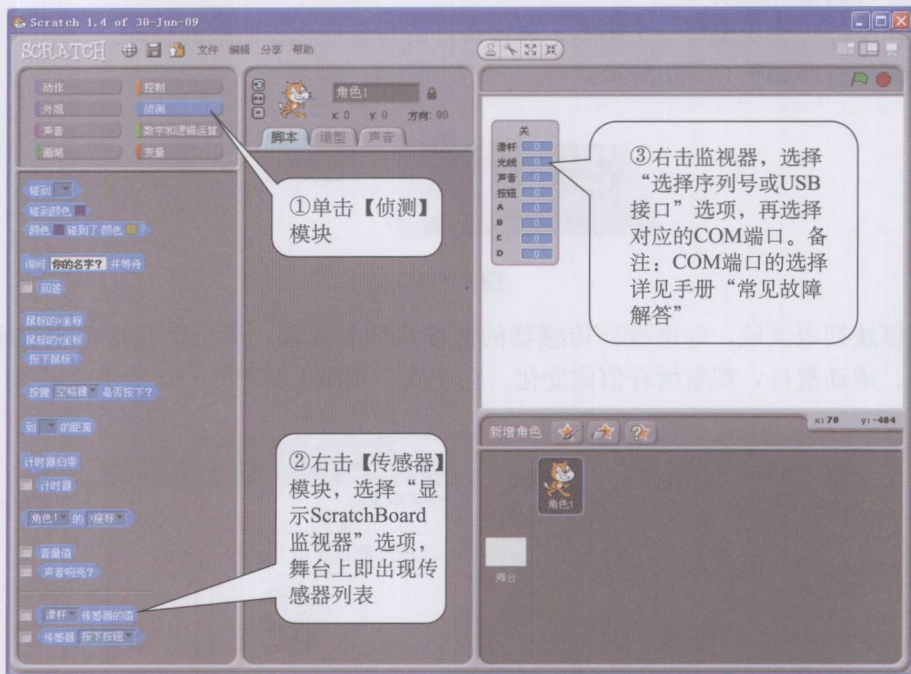 Scratch 1.4 of 30-Jun-09
SCRATCH 文件 编辑 分享 帮助
动作 控制
外观 侦测
声音 数字和逻辑运算
画笔 变量
角色1
x: 0 y: 0 方向: 90
脚本 造型 声音
碰到
碰到颜色
颜色 碰到了 颜色 ?
询问 你的名字? 并等待
回答
鼠标的x坐标
鼠标的y坐标
按下鼠标?
按键 空格键 是否按下?
到 的距离
计时器归零
计时器
角色1 的 x座标
音量值
声音响亮?
滑杆 传感器的值
传感器 按下按钮
①单击【侦测】
模块
②右击【传感器】
模块,选择“显
示ScratchBoard
监视器”选项,
舞台上即出现传
感器列表
关
滑杆 0
光线 0
声音 0
按钮 0
A 0
B 0
C 0
D 0
③右击监视器,选择
“选择序列号或USB
接口”选项,再选择
对应的COM端口。备
注:COM端口的选择
详见手册“常见故障
解答”
x: 70 y: -404
新增角色
角色1
舞台